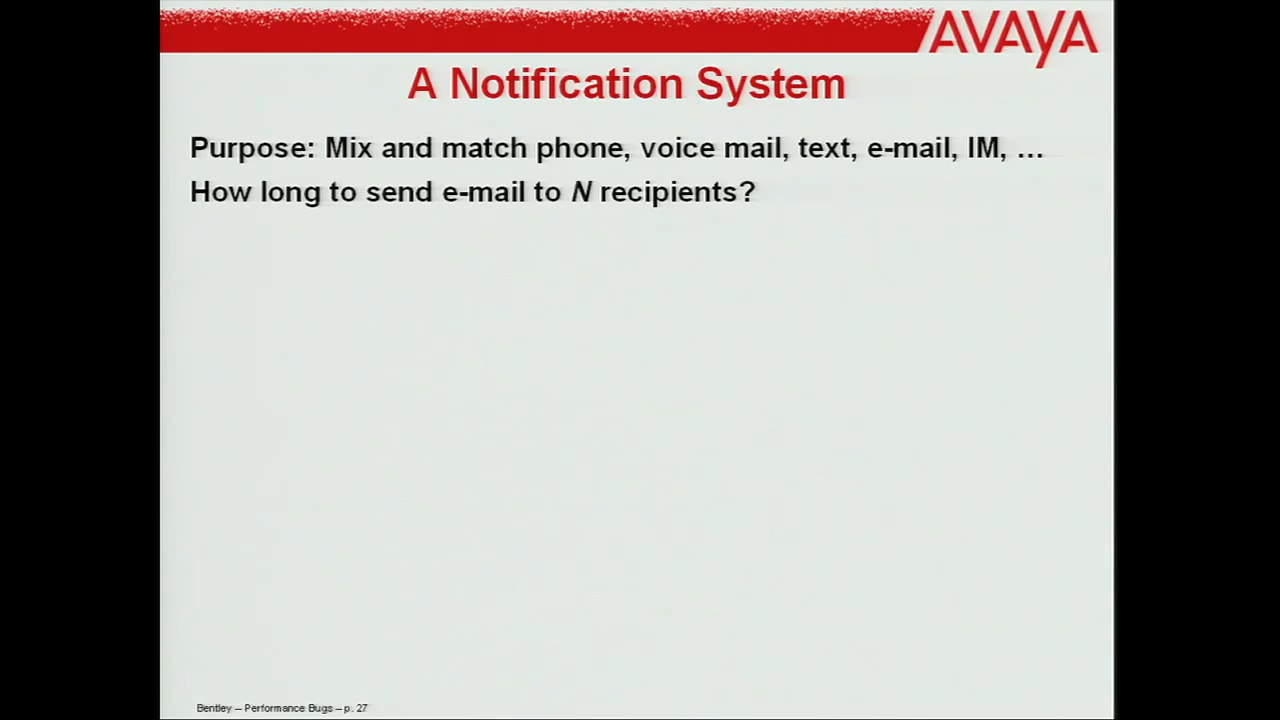 AVAYA
A Notification System
Purpose: Mix and match phone, voice mail, text, e-mail, IM, …
How long to send e-mail to N recipients?
Bentley – Performance Bugs – p. 27